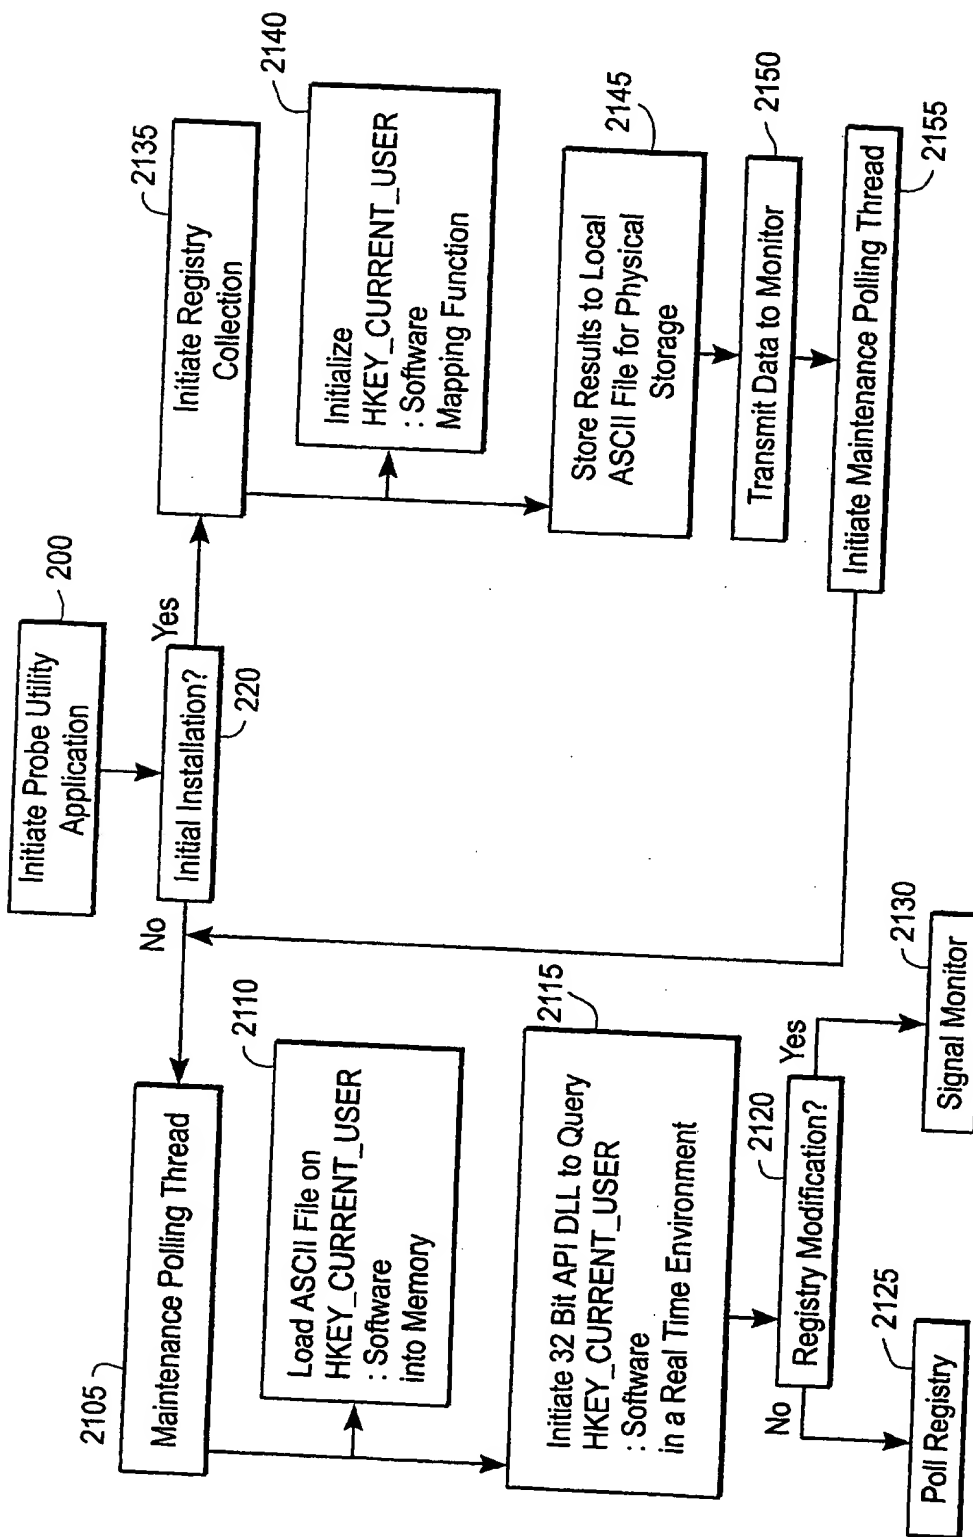 200
Initiate Probe Utility
Application
Initial Installation?
220
No
Yes
2105
Maintenance Polling Thread
2110
Load ASCII File on
HKEY_CURRENT_USER
: Software
into Memory
2115
Initiate 32 Bit API DLL to Query
HKEY_CURRENT_USER
: Software
in a Real Time Environment
2120
Registry Modification?
No
Yes
2125
Poll Registry
2130
Signal Monitor
2135
Initiate Registry
Collection
2140
Initialize
HKEY_CURRENT_USER
: Software
Mapping Function
2145
Store Results to Local
ASCII File for Physical
Storage
2150
Transmit Data to Monitor
2155
Initiate Maintenance Polling Thread